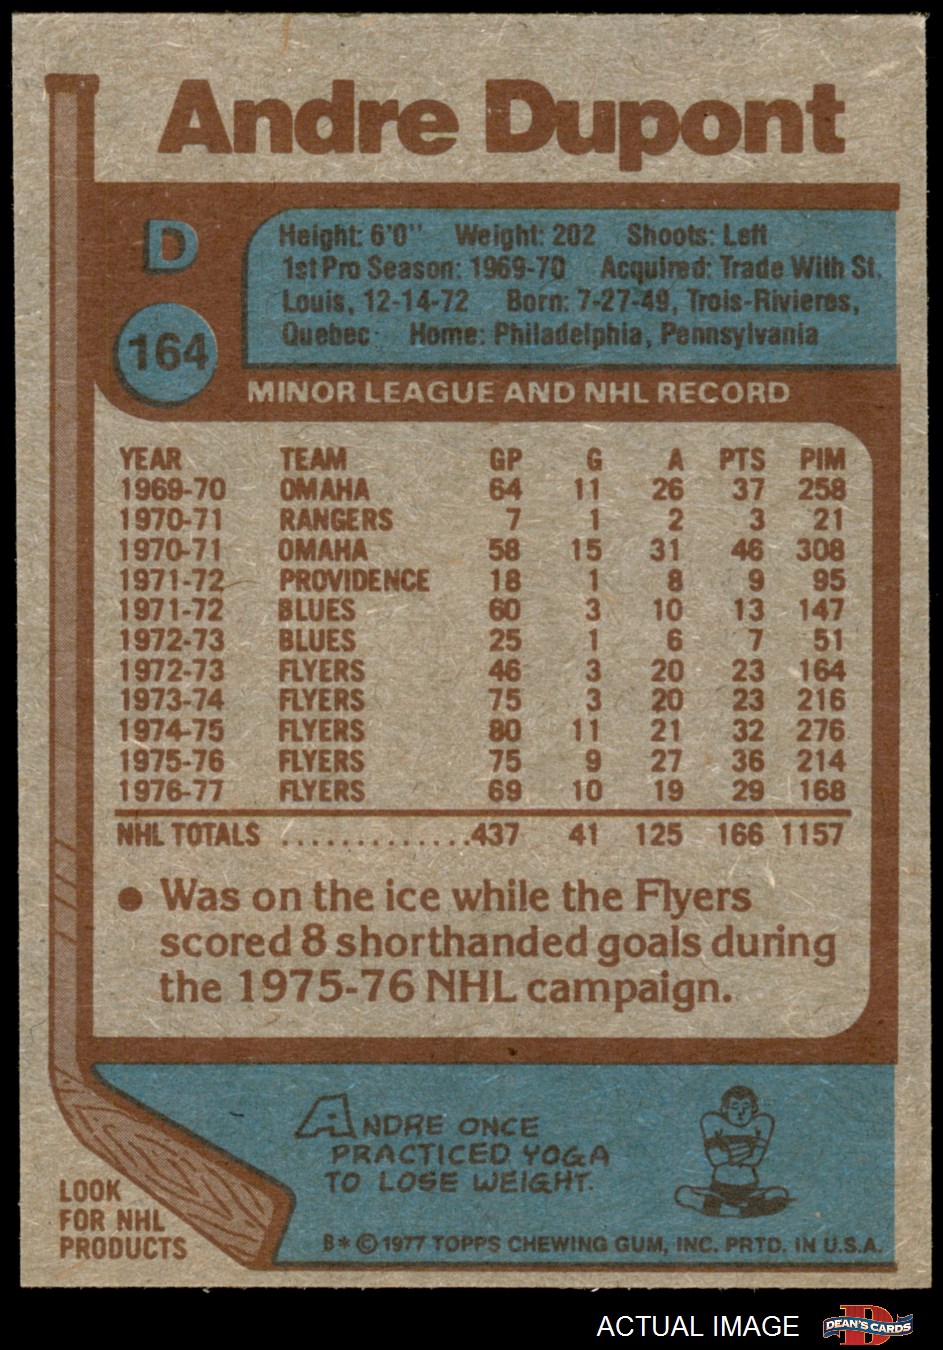 Andre Dupont
D
164
Height: 6'0" Weight: 202 Shoots: Left
1st Pro Season: 1969-70 Acquired: Trade With St.
Louis, 12-14-72 Born: 7-27-49, Trois-Rivieres,
Quebec Home: Philadelphia, Pennsylvania
MINOR LEAGUE AND NHL RECORD
YEAR TEAM GP G A PTS PIM
1969-70 OMAHA 64 11 26 37 258
1970-71 RANGERS 7 1 2 3 21
1970-71 OMAHA 58 15 31 46 308
1971-72 PROVIDENCE 18 1 8 9 95
1971-72 BLUES 60 3 10 13 147
1972-73 BLUES 25 1 6 7 51
1972-73 FLYERS 46 3 20 23 164
1973-74 FLYERS 75 3 20 23 216
1974-75 FLYERS 80 11 21 32 276
1975-76 FLYERS 75 9 27 36 214
1976-77 FLYERS 69 10 19 29 168
NHL TOTALS .............437 41 125 166 1157
● Was on the ice while the Flyers
scored 8 shorthanded goals during
the 1975-76 NHL campaign.
ANDRE ONCE
PRACTICED YOGA
TO LOSE WEIGHT.
LOOK
FOR NHL
PRODUCTS
B* © 1977 TOPPS CHEWING GUM, INC. PRTD. IN U.S.A.
ACTUAL IMAGE
DEAN'S CARDS